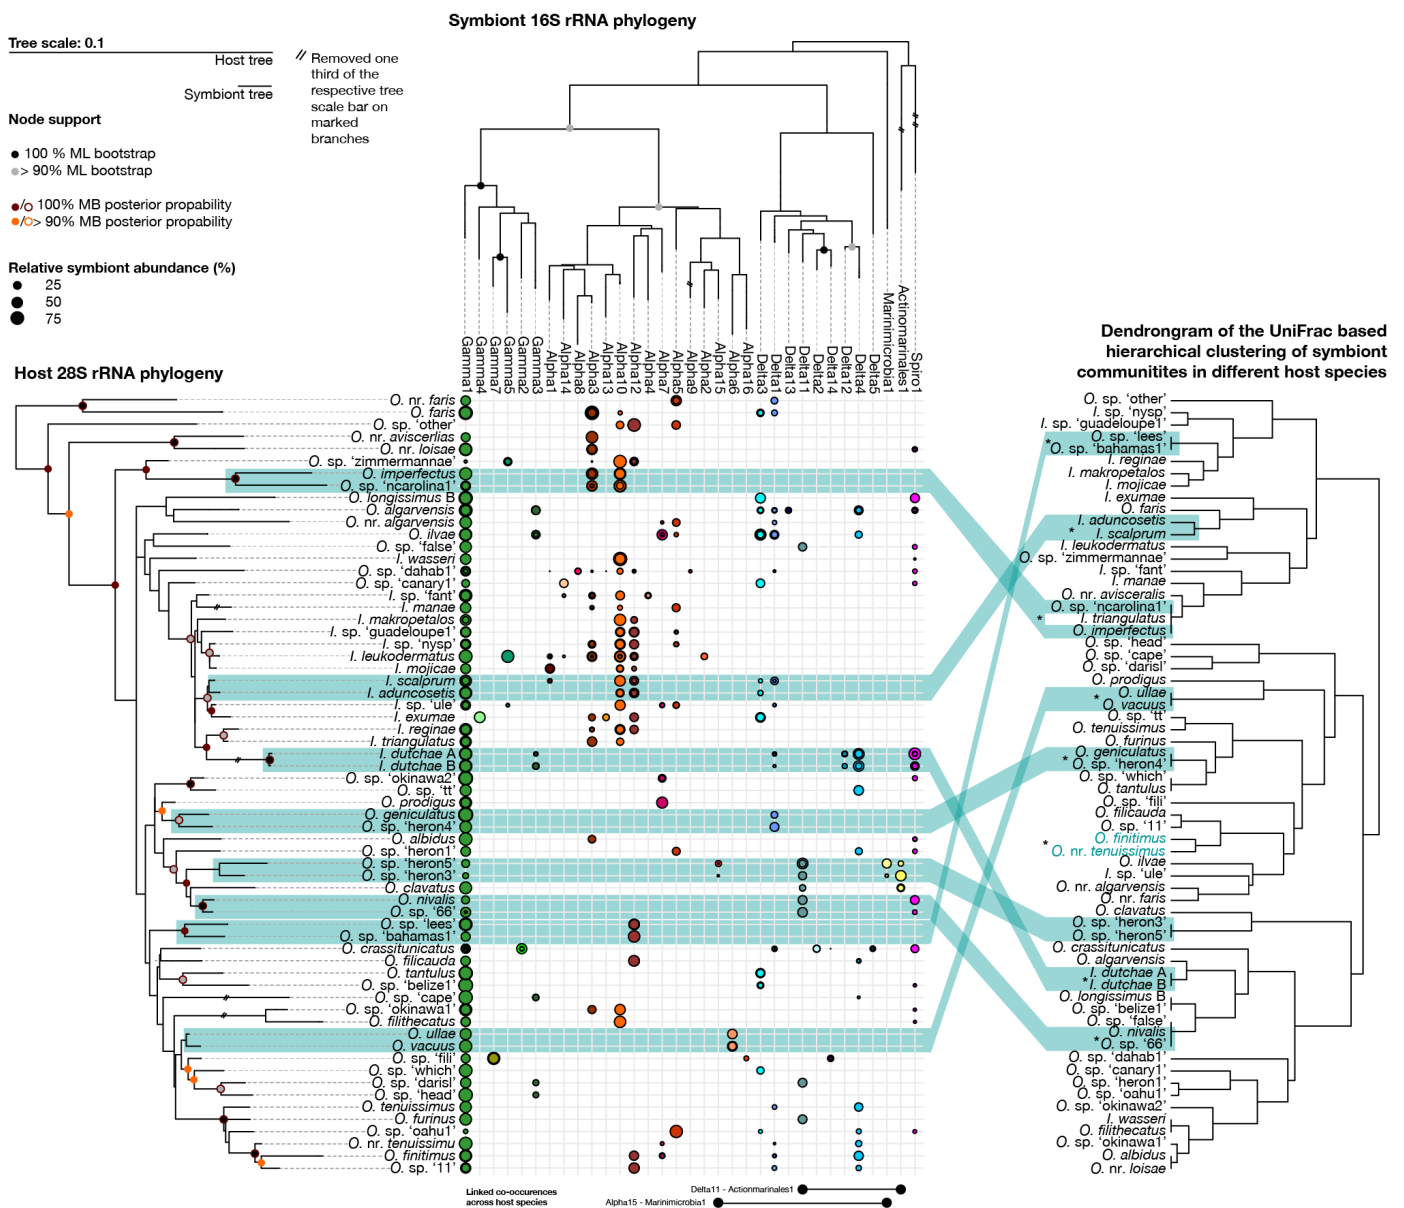 Symbiont 16S rRNA phylogeny
Tree scale: 0.1
Host tree
Symbiont tree
// Removed one
third of the
respective tree
scale bar on
marked
branches
Node support
100 % ML bootstrap
> 90% ML bootstrap
/ 100% MB posterior propability
/ > 90% MB posterior propability
Relative symbiont abundance (%)
25
50
75
Host 28S rRNA phylogeny
Gamma1
Gamma4
Gamma7
Gamma5
Gamma2
Gamma3
Alpha1
Alpha14
Alpha8
Alpha3
Alpha13
Alpha10
Alpha12
Alpha4
Alpha7
Alpha5
Alpha9
Alpha2
Alpha15
Alpha6
Alpha16
Delta3
Delta1
Delta13
Delta11
Delta2
Delta14
Delta12
Delta4
Delta5
Marinimicrobia1
Actinomarinales1
Spiro1
O. nr. faris
O. faris
O. sp. 'other'
O. nr. aviscerlias
O. nr. loisae
O. sp. 'zimmermannae'
O. imperfectus
O. sp. 'ncarolina1'
O. longissimus B
O. algarvensis
O. nr. algarvensis
O. ilvae
O. sp. 'false'
I. wasseri
O. sp. 'dahab1'
O. sp. 'canary1'
I. sp. 'fant'
I. manae
I. makropetalos
I. sp. 'guadeloupe1'
I. sp. 'nysp'
I. leukodermatus
I. mojicae
I. scalprum
I. aduncosetis
I. sp. 'ule'
I. exumae
I. reginae
I. triangulatus
I. dutchae A
I. dutchae B
O. sp. 'okinawa2'
O. sp. 'tt'
O. prodigus
O. geniculatus
O. sp. 'heron4'
O. albidus
O. sp. 'heron1'
O. sp. 'heron5'
O. sp. 'heron3'
O. clavatus
O. nivalis
O. sp. '66'
O. sp. 'lees'
O. sp. 'bahamas1'
O. crassitunicatus
O. filicauda
O. tantulus
O. sp. 'belize1'
O. sp. 'cape'
O. sp. 'okinawa1'
O. filithecatus
O. ullae
O. vacuus
O. sp. 'fili'
O. sp. 'which'
O. sp. 'darisl'
O. sp. 'head'
O. tenuissimus
O. furinus
O. sp. 'oahu1'
O. nr. tenuissimu
O. finitimus
O. sp. '11'
Linked co-occurences
across host species
Delta11 - Actionmarinales1
Alpha15 - Marinimicrobia1
Dendrongram of the UniFrac based
hierarchical clustering of symbiont
communitites in different host species
O. sp. 'other'
I. sp. 'nysp'
I. sp. 'guadeloupe1'
O. sp. 'lees'
*
O. sp. 'bahamas1'
I. reginae
I. makropetalos
I. mojicae
I. exumae
O. faris
I. aduncosetis
*
I. scalprum
I. leukodermatus
O. sp. 'zimmermannae'
I. sp. 'fant'
I. manae
O. nr. avisceralis
O. sp. 'ncarolina1'
*
I. triangulatus
O. imperfectus
O. sp. 'head'
O. sp. 'cape'
O. sp. 'darisl'
O. prodigus
O. ullae
*
O. vacuus
O. sp. 'tt'
O. tenuissimus
O. furinus
O. geniculatus
*
O. sp. 'heron4'
O. sp. 'which'
O. tantulus
O. sp. 'fili'
O. filicauda
O. sp. '11'
O. finitimus
*
O. nr. tenuissimus
O. ilvae
I. sp. 'ule'
O. nr. algarvensis
O. nr. faris
O. clavatus
O. sp. 'heron3'
O. sp. 'heron5'
O. crassitunicatus
O. algarvensis
I. dutchae A
*
I. dutchae B
O. longissimus B
O. sp. 'belize1'
O. sp. 'false'
O. nivalis
*
O. sp. '66'
O. sp. 'dahab1'
O. sp. 'canary1'
O. sp. 'heron1'
O. sp. 'oahu1'
O. sp. 'okinawa2'
I. wasseri
O. filithecatus
O. sp. 'okinawa1'
O. albidus
O. nr. loisae